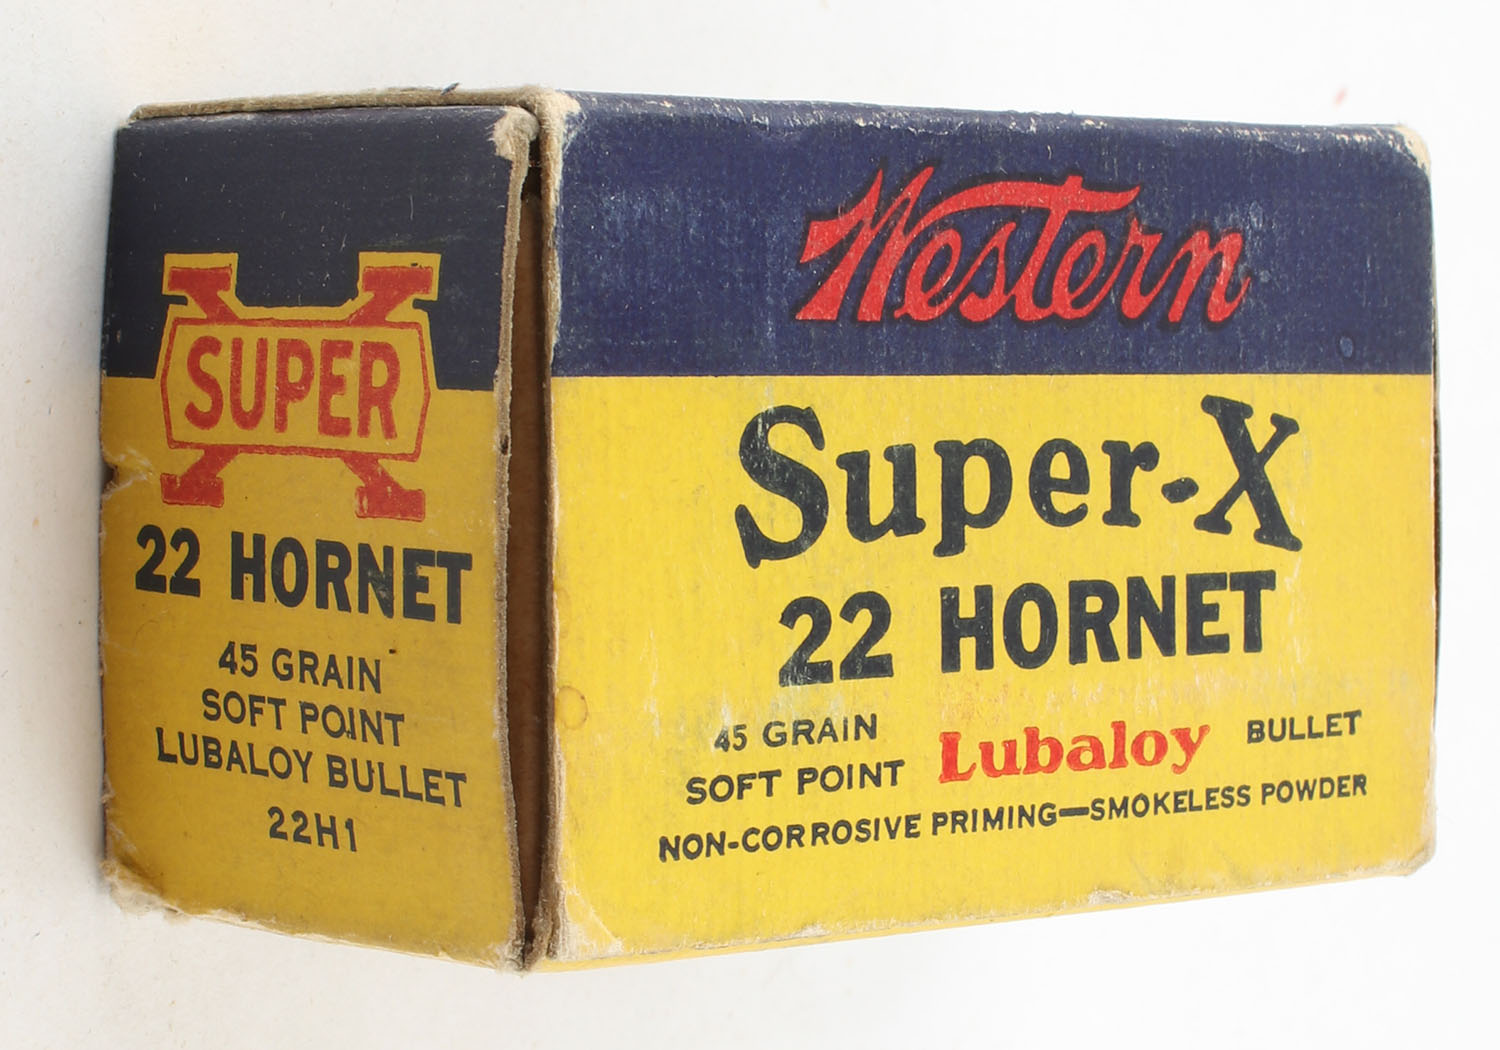 SUPER
X
22 HORNET
45 GRAIN
SOFT POINT
LUBALOY BULLET
22H1
Western
Super-X
22 HORNET
45 GRAIN
SOFT POINT Lubaloy BULLET
NON-CORROSIVE PRIMING—SMOKELESS POWDER